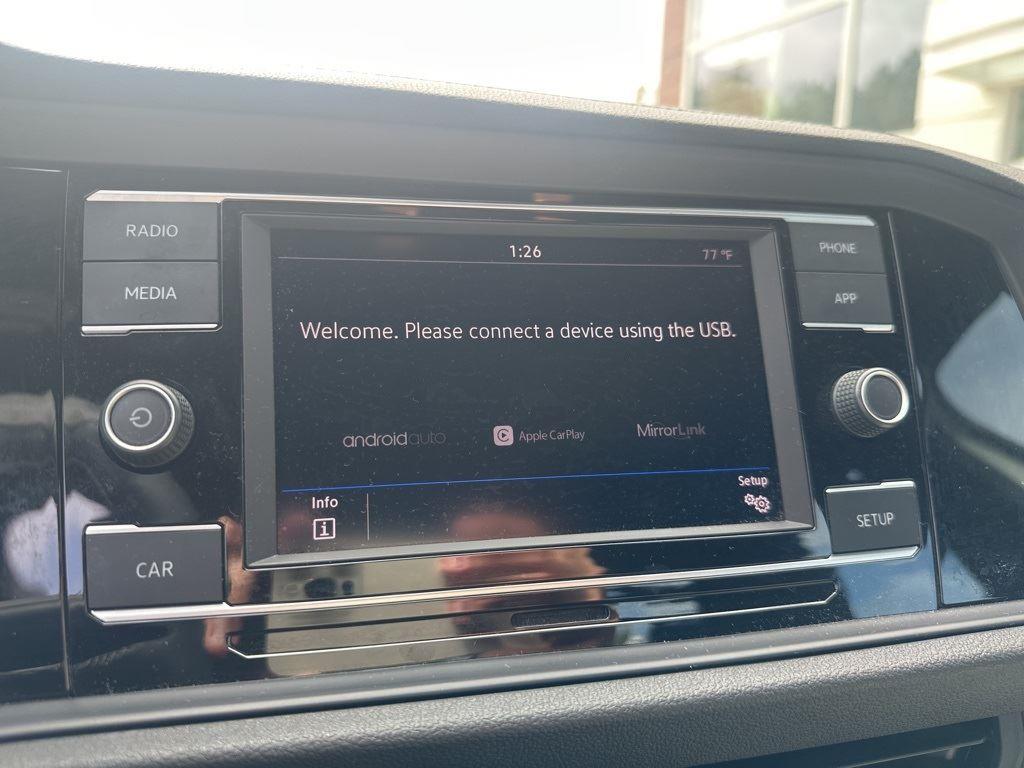 RADIO
MEDIA
CAR
1:26
77 °F
Welcome. Please connect a device using the USB.
androidauto
Apple CarPlay
MirrorLink
Info
i
Setup
PHONE
APP
SETUP